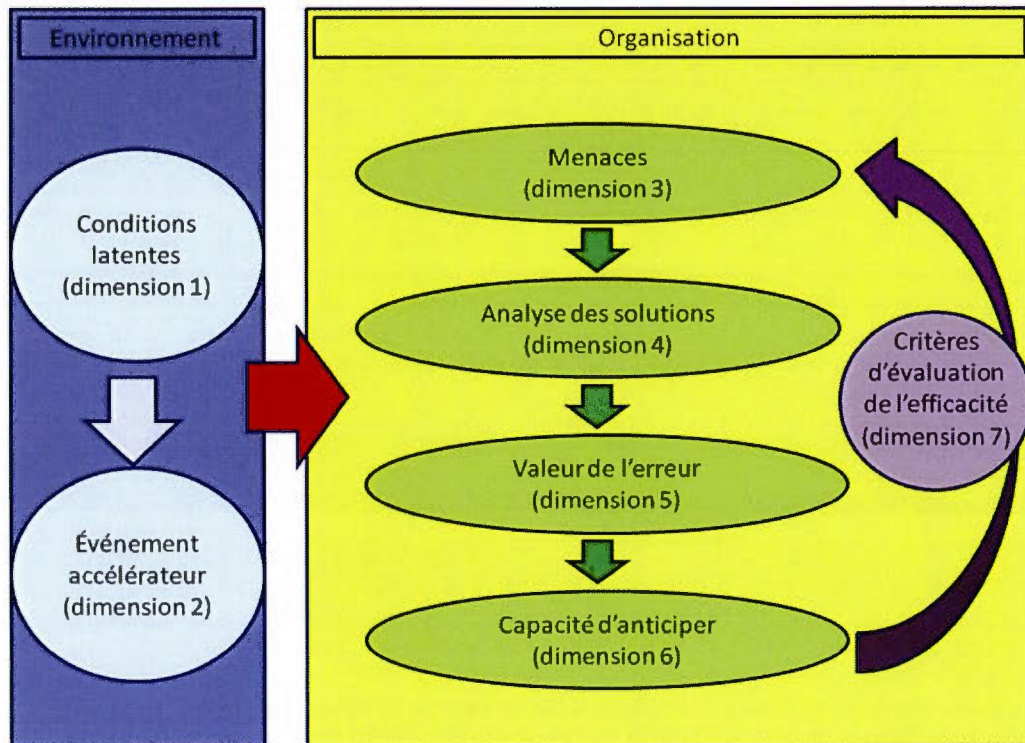 Environnement
Conditions
latentes
(dimension 1)
Événement
accélérateur
(dimension 2)
Organisation
Menaces
(dimension 3)
Analyse des solutions
(dimension 4)
Valeur de l'erreur
(dimension 5)
Capacité d'anticiper
(dimension 6)
Critères
d'évaluation
de l'efficacité
(dimension 7)